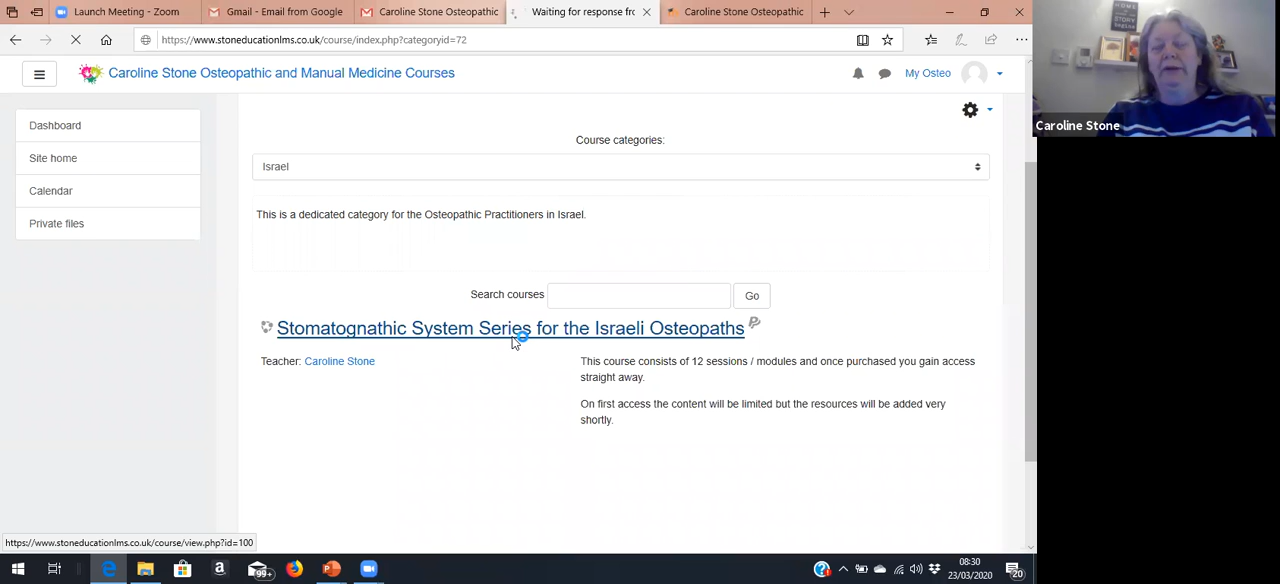 Launch Meeting - Zoom
Gmail - Email from Google
Caroline Stone Osteopathic
Waiting for response fro
Caroline Stone Osteopathic
https://www.stoneducationlms.co.uk/course/index.php?categoryid=72
Caroline Stone Osteopathic and Manual Medicine Courses
My Osteo
HOME
STORY
Caroline Stone
Dashboard
Site home
Calendar
Private files
Course categories:
Israel
This is a dedicated category for the Osteopathic Practitioners in Israel.
Search courses
Go
Stomatognathic System Series for the Israeli Osteopaths
Teacher: Caroline Stone
This course consists of 12 sessions / modules and once purchased you gain access
straight away.
On first access the content will be limited but the resources will be added very
shortly.
https://www.stoneducationlms.co.uk/course/view.php?id=100
99+
08:30
23/03/2020
20